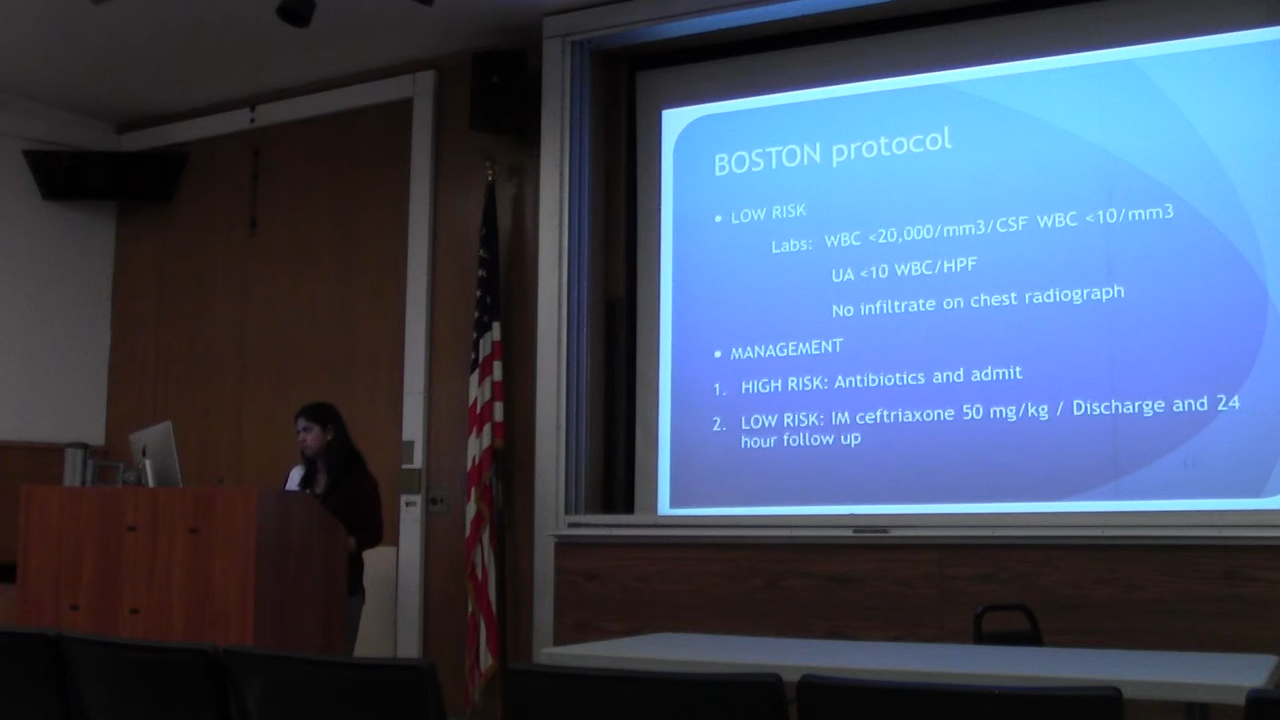 BOSTON protocol
• LOW RISK
Labs: WBC <20,000/mm3/CSF WBC <10/mm3
UA <10 WBC/HPF
No infiltrate on chest radiograph
• MANAGEMENT
1. HIGH RISK: Antibiotics and admit
2. LOW RISK: IM ceftriaxone 50 mg/kg / Discharge and 24
hour follow up